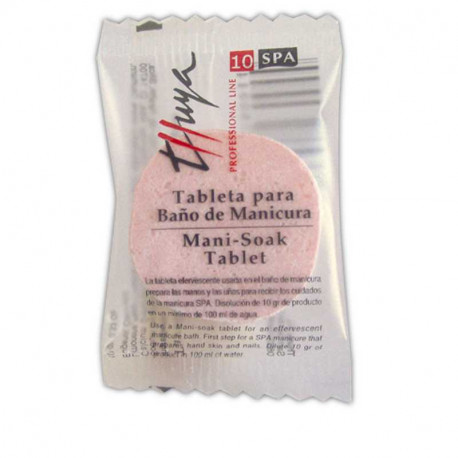 10 SPA
thuya
PROFESSIONAL LINE
Tableta para
Baño de Manicura
Mani-Soak
Tablet
La tableta efervescente usada en el baño de manicura
prepara las manos y las uñas para recibir los cuidados
de la manicura SPA. Disolución de 10 gr de producto
en un mínimo de 100 ml de agua.
Use a Mani-soak tablet for an effervescent
manicure bath. First step for a SPA manicure that
prepares hand skin and nails. Dilute 10 gr of
product in 100 ml of water